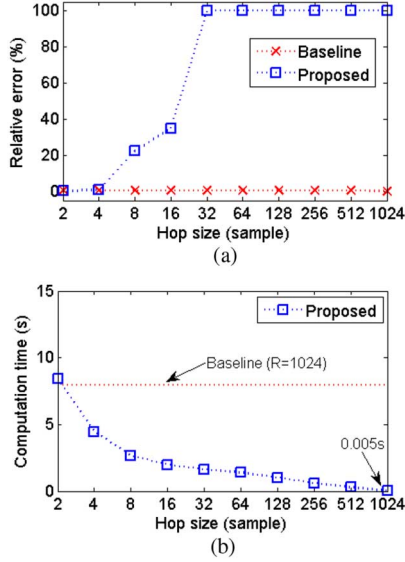 100
80
60
40
20
0
Relative error (%)
Baseline
Proposed
2 4 8 16 32 64 128 256 512 1024
Hop size (sample)
(a)
15
10
5
0
Computation time (s)
Proposed
Baseline (R=1024)
0.005s
2 4 8 16 32 64 128 256 512 1024
Hop size (sample)
(b)